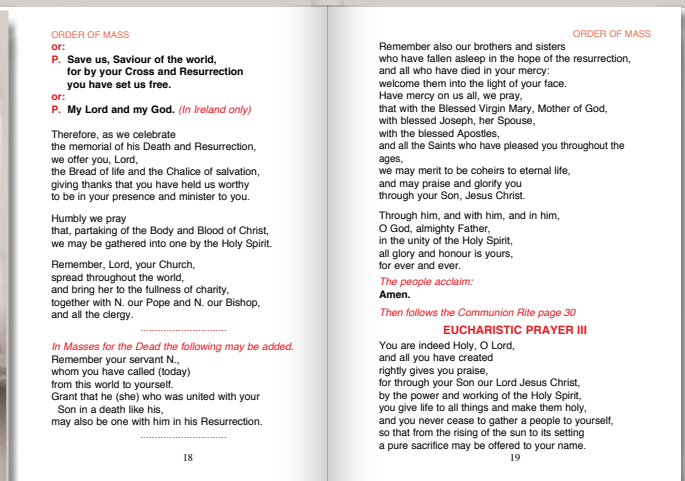 ORDER OF MASS
or:
P. Save us, Saviour of the world,
for by your Cross and Resurrection
you have set us free.
or:
P. My Lord and my God. (In Ireland only)
Therefore, as we celebrate
the memorial of his Death and Resurrection,
we offer you, Lord,
the Bread of life and the Chalice of salvation,
giving thanks that you have held us worthy
to be in your presence and minister to you.
Humbly we pray
that, partaking of the Body and Blood of Christ,
we may be gathered into one by the Holy Spirit.
Remember, Lord, your Church,
spread throughout the world,
and bring her to the fullness of charity,
together with N. our Pope and N. our Bishop,
and all the clergy.
..............................
In Masses for the Dead the following may be added.
Remember your servant N.,
whom you have called (today)
from this world to yourself.
Grant that he (she) who was united with your
Son in a death like his,
may also be one with him in his Resurrection.
..............................
18
ORDER OF MASS
Remember also our brothers and sisters
who have fallen asleep in the hope of the resurrection,
and all who have died in your mercy:
welcome them into the light of your face.
Have mercy on us all, we pray,
that with the Blessed Virgin Mary, Mother of God,
with blessed Joseph, her Spouse,
with the blessed Apostles,
and all the Saints who have pleased you throughout the
ages,
we may merit to be coheirs to eternal life,
and may praise and glorify you
through your Son, Jesus Christ.
Through him, and with him, and in him,
O God, almighty Father,
in the unity of the Holy Spirit,
all glory and honour is yours,
for ever and ever.
The people acclaim:
Amen.
Then follows the Communion Rite page 30
EUCHARISTIC PRAYER III
You are indeed Holy, O Lord,
and all you have created
rightly gives you praise,
for through your Son our Lord Jesus Christ,
by the power and working of the Holy Spirit,
you give life to all things and make them holy,
and you never cease to gather a people to yourself,
so that from the rising of the sun to its setting
a pure sacrifice may be offered to your name.
19